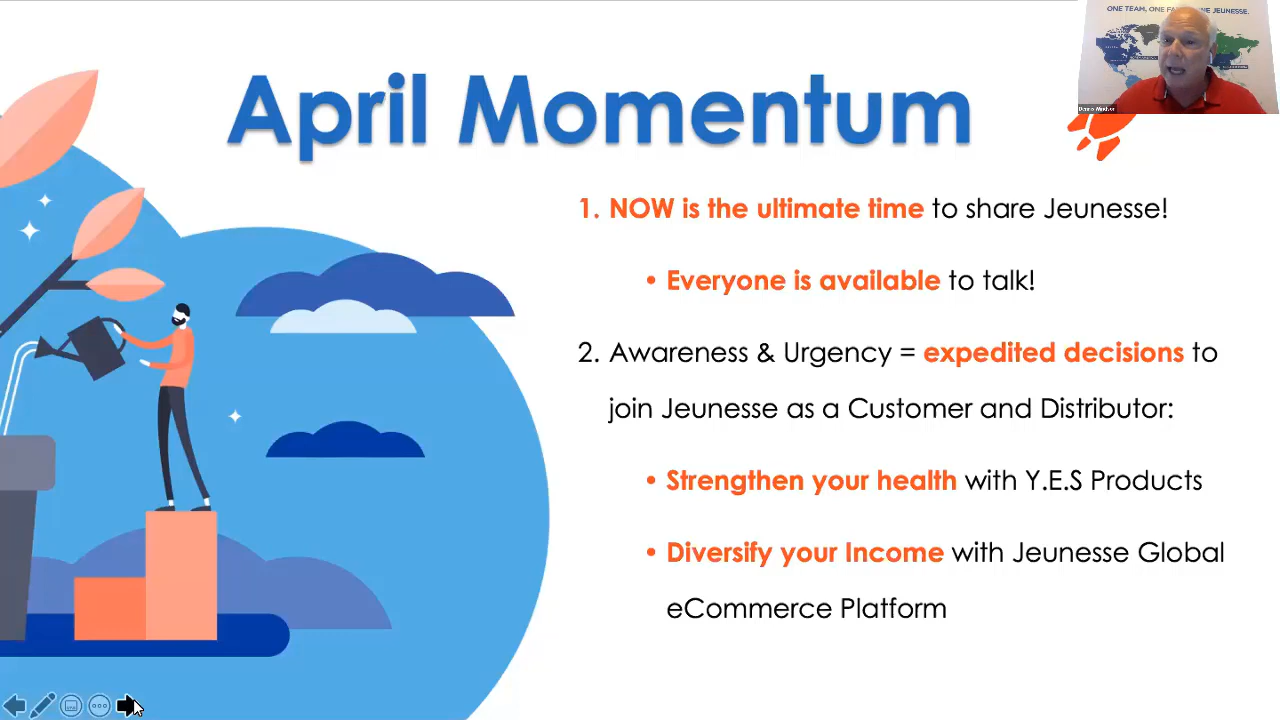 ONE TEAM, ONE FA JEUNESSE.
April Momentum
1. NOW is the ultimate time to share Jeunesse!
• Everyone is available to talk!
2. Awareness & Urgency = expedited decisions to
join Jeunesse as a Customer and Distributor:
• Strengthen your health with Y.E.S Products
• Diversify your Income with Jeunesse Global
eCommerce Platform